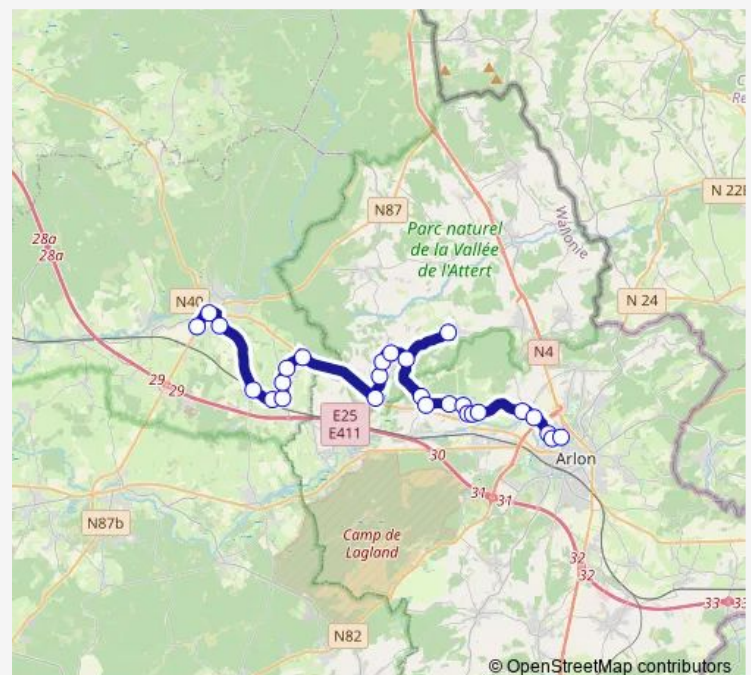 N 22
N87
Parc naturel
de la Vallée
de l'Attert
Wallonie
28a
28a
N40
N 24
N4
29
29
E25
E411
30
Arlon
31
31
N87b
Camp de
Lagland
32
32
33
N82
© OpenStreetMap contributors